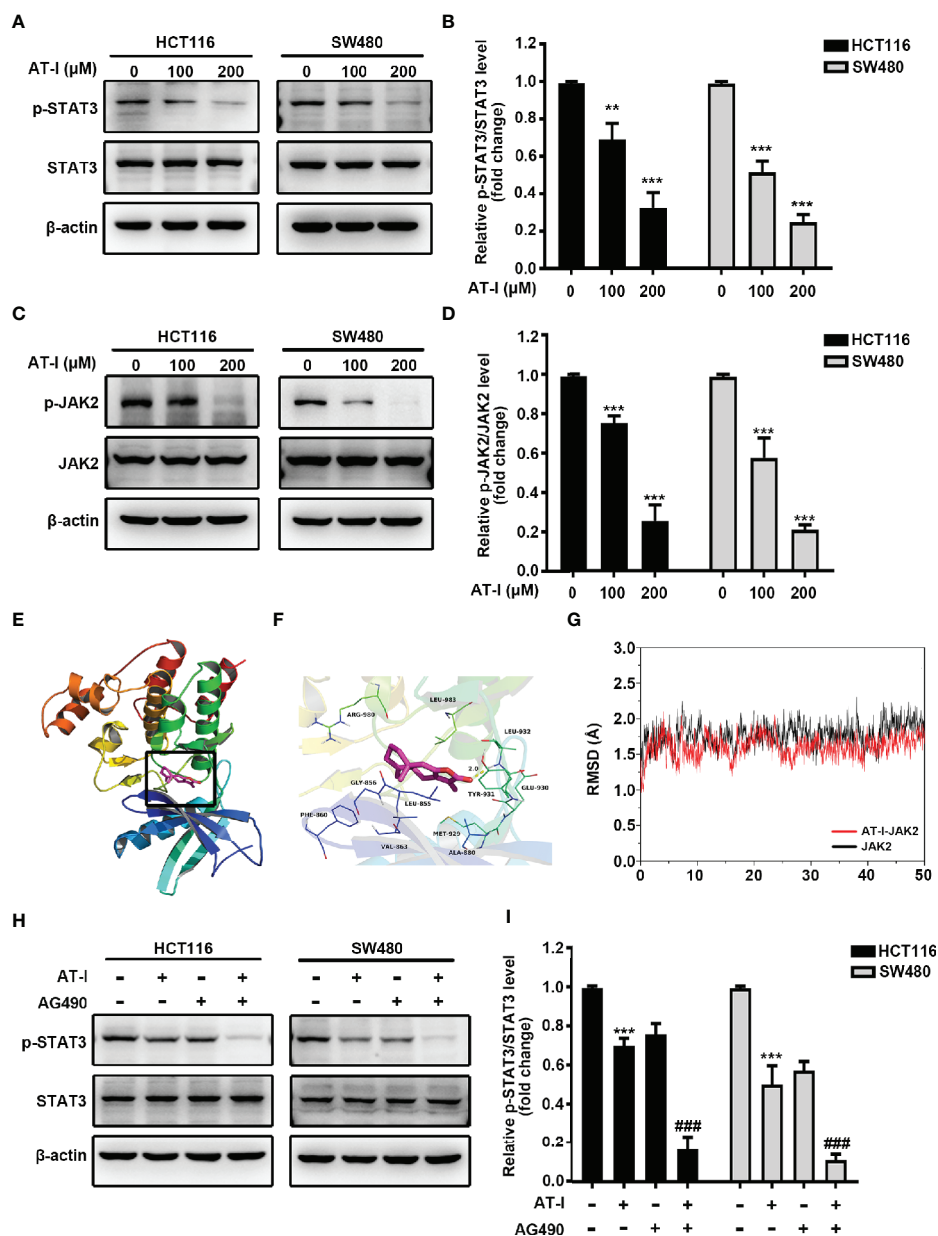 A
HCT116 SW480
AT-I (µM) 0 100 200 0 100 200
p-STAT3
STAT3
β-actin
B
HCT116
SW480
Relative p-STAT3/STAT3 level
(fold change)
1.2
1.0
0.8
0.6
0.4
0.2
0.0
** *** *** ***
AT-I (µM) 0 100 200 0 100 200
C
HCT116 SW480
AT-I (µM) 0 100 200 0 100 200
p-JAK2
JAK2
β-actin
D
HCT116
SW480
Relative p-JAK2/JAK2 level
(fold change)
1.2
1.0
0.8
0.6
0.4
0.2
0.0
*** *** *** ***
AT-I (µM) 0 100 200 0 100 200
E
F
LEU-983
ARG-980
LEU-932
2.0
GLY-856
TYR-931
GLU-930
LEU-855
PHE-860
MET-929
VAL-863
ALA-880
G
RMSD (Å)
3.0
2.5
2.0
1.5
1.0
0.0
AT-I-JAK2
JAK2
0 10 20 30 40 50
H
HCT116 SW480
AT-I - + - + - + - +
AG490 - - + + - - + +
p-STAT3
STAT3
β-actin
I
HCT116
SW480
Relative p-STAT3/STAT3 level
(fold change)
1.2
1.0
0.8
0.6
0.4
0.2
0.0
*** ### *** ###
AT-I - + - + - + - +
AG490 - - + + - - + +